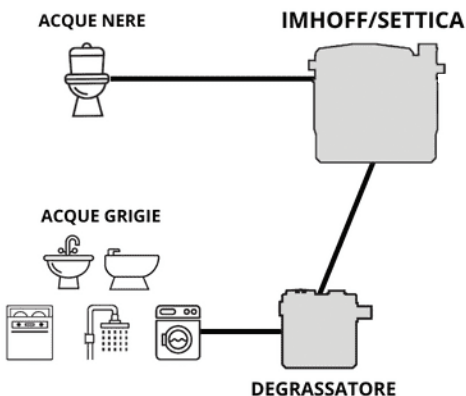 ACQUE NERE
IMHOFF/SETTICA
ACQUE GRIGIE
DEGRASSATORE